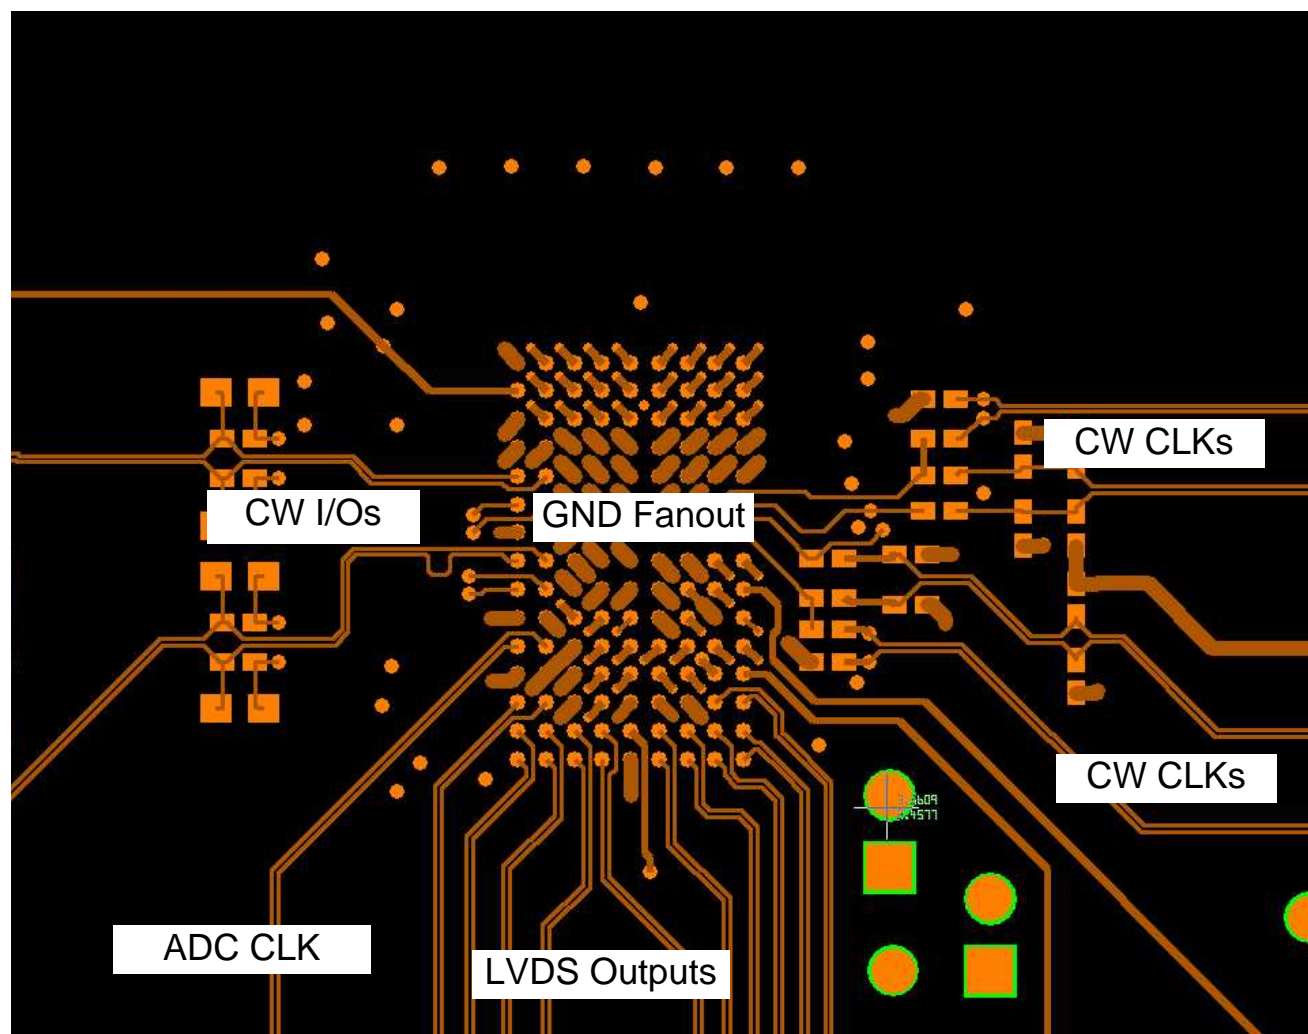 CW CLKs
CW I/Os
GND Fanout
CW CLKs
ADC CLK
LVDS Outputs